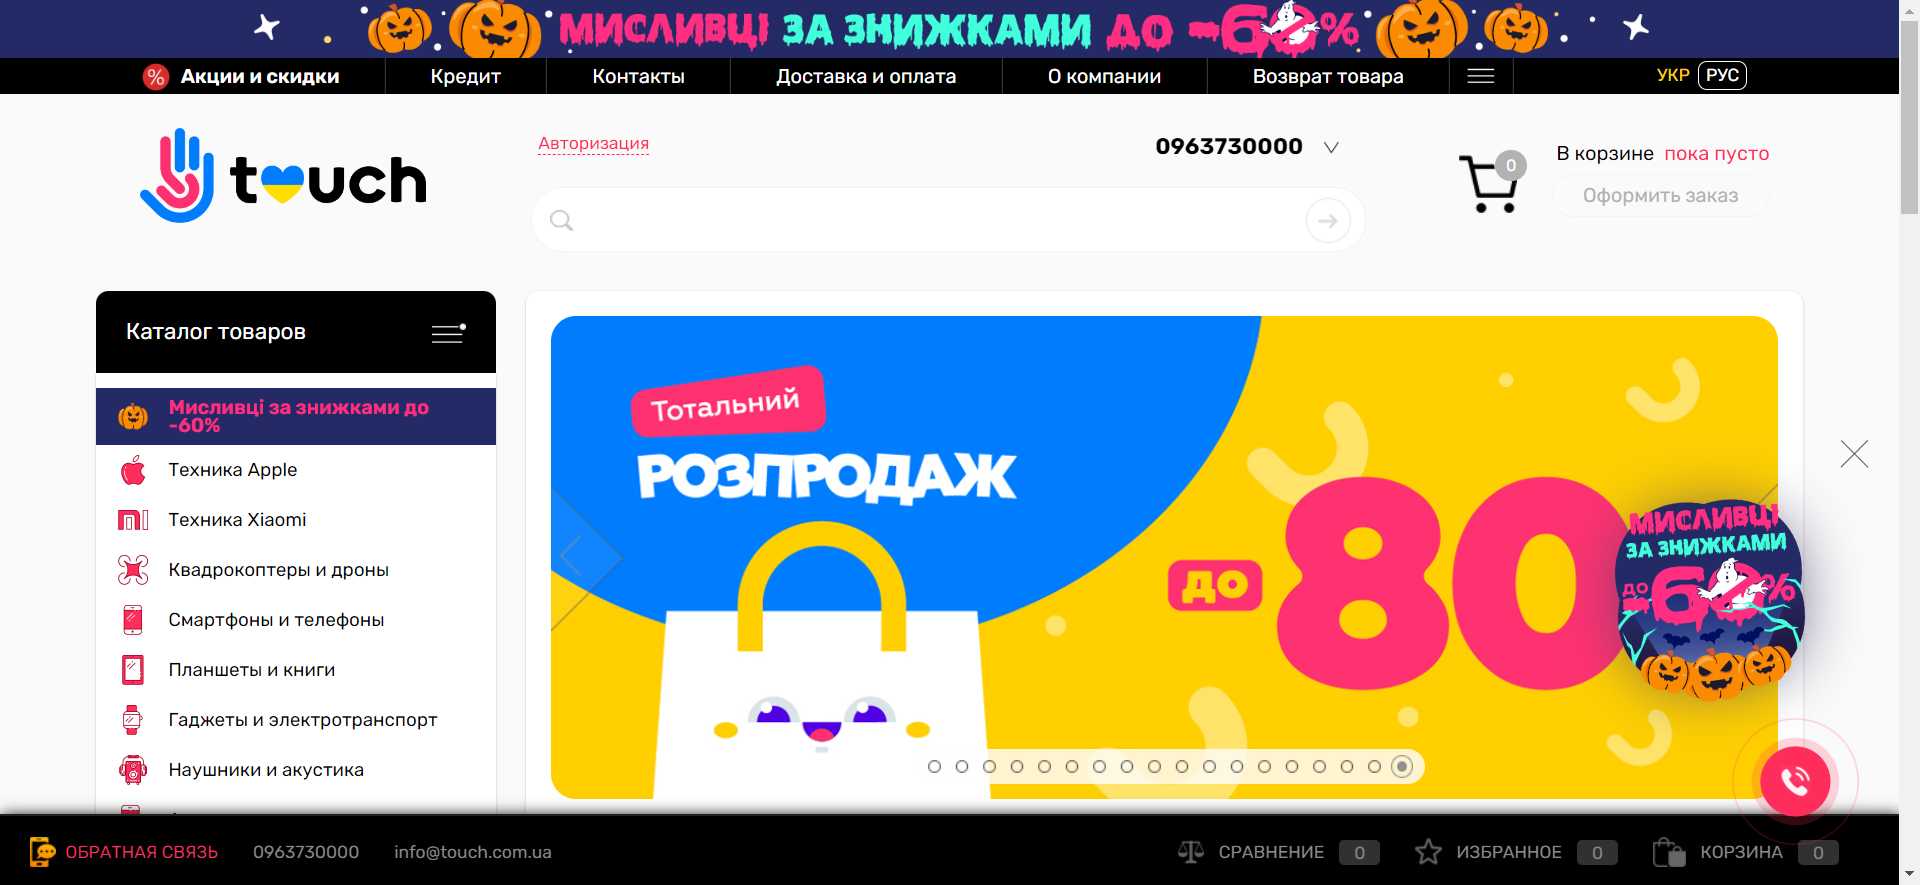 МИСЛИВЦІ ЗА ЗНИЖКАМИ ДО -60%
% Акции и скидки
Кредит
Контакты
Доставка и оплата
О компании
Возврат товара
УКР РУС
touch
Авторизация
0963730000
0
В корзине пока пусто
Оформить заказ
Каталог товаров
Мисливці за знижками до
-60%
Техника Apple
Техника Xiaomi
Квадрокоптеры и дроны
Смартфоны и телефоны
Планшеты и книги
Гаджеты и электротранспорт
Наушники и акустика
Тотальний
РОЗПРОДАЖ
ДО 80
МИСЛИВЦІ
ЗА ЗНИЖКАМИ
ДО -60%
ОБРАТНАЯ СВЯЗЬ
0963730000
info@touch.com.ua
СРАВНЕНИЕ 0
ИЗБРАННОЕ 0
КОРЗИНА 0